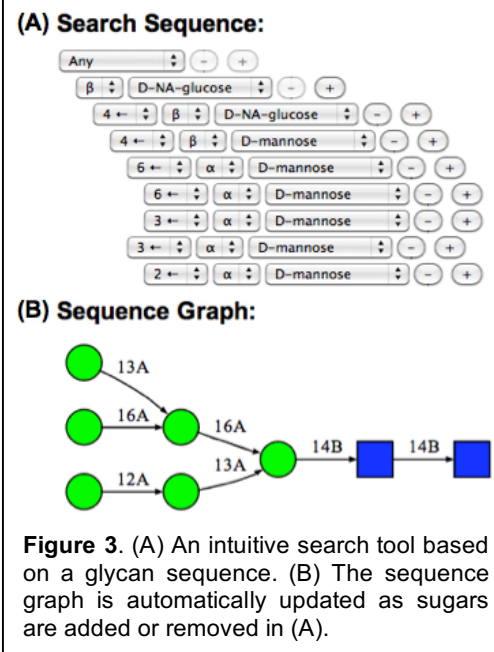 (A) Search Sequence:
Any - +
β D-NA-glucose - +
4 ← β D-NA-glucose - +
4 ← β D-mannose - +
6 ← α D-mannose - +
6 ← α D-mannose - +
3 ← α D-mannose - +
3 ← α D-mannose - +
2 ← α D-mannose - +
(B) Sequence Graph:
13A
16A 16A
14B 14B
13A
12A
Figure 3. (A) An intuitive search tool based
on a glycan sequence. (B) The sequence
graph is automatically updated as sugars
are added or removed in (A).